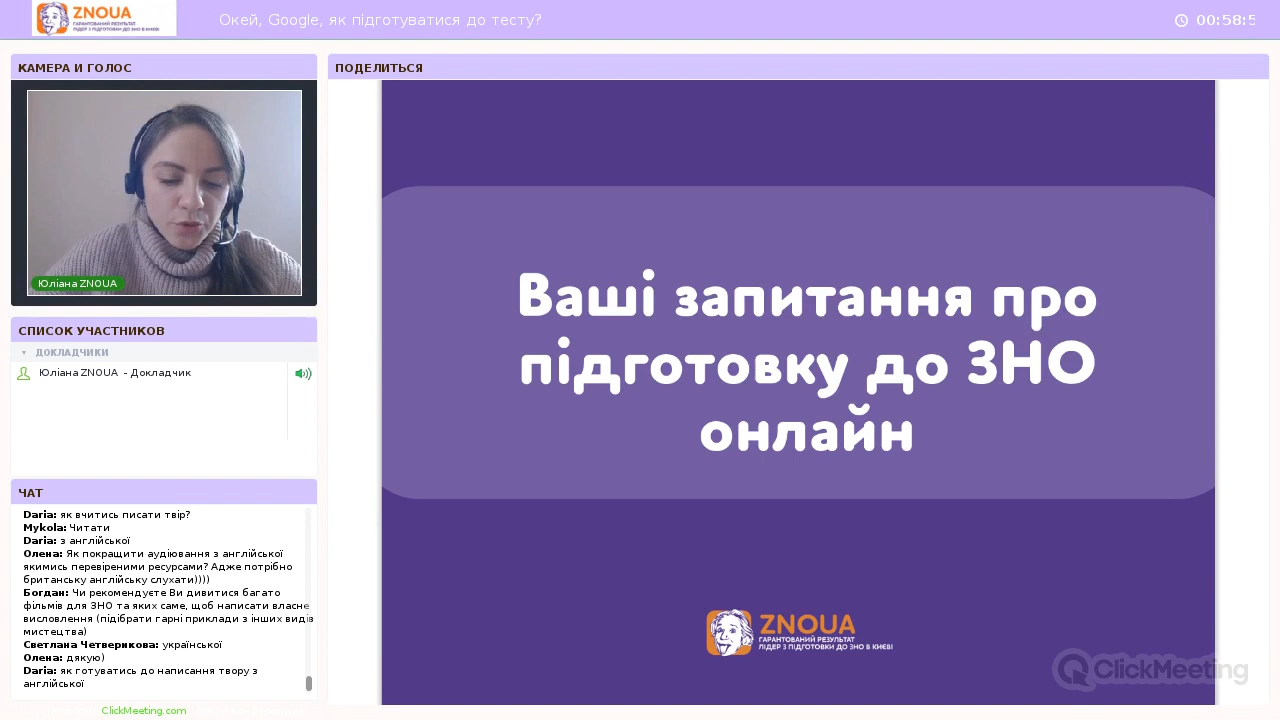 ZNOUA
ГАРАНТОВАНИЙ РЕЗУЛЬТАТ
ЛІДЕР З ПІДГОТОВКИ ДО ЗНО В КИЄВІ
Окей, Google, як підготуватися до тесту?
00:58:5
КАМЕРА И ГОЛОС
Юліана ZNOUA
СПИСОК УЧАСТНИКОВ
ДОКЛАДЧИКИ
Юліана ZNOUA - Докладчик
ЧАТ
Daria: як вчитись писати твір?
Mykola: Читати
Daria: з англійської
Олена: Як покращити аудіювання з англійської
якимись перевіреними ресурсами? Адже потрібно
британську англійську слухати))))
Богдан: Чи рекомендуєте Ви дивитися багато
фільмів для ЗНО та яких саме, щоб написати власне
висловлення (підібрати гарні приклади з інших видів
мистецтва)
Светлана Четверикова: української
Олена: дякую)
Daria: як готуватись до написання твору з
англійської
ClickMeeting.com
ПОДЕЛИТЬСЯ
Ваші запитання про
підготовку до ЗНО
онлайн
ZNOUA
ГАРАНТОВАНИЙ РЕЗУЛЬТАТ
ЛІДЕР З ПІДГОТОВКИ ДО ЗНО В КИЄВІ
ClickMeeting